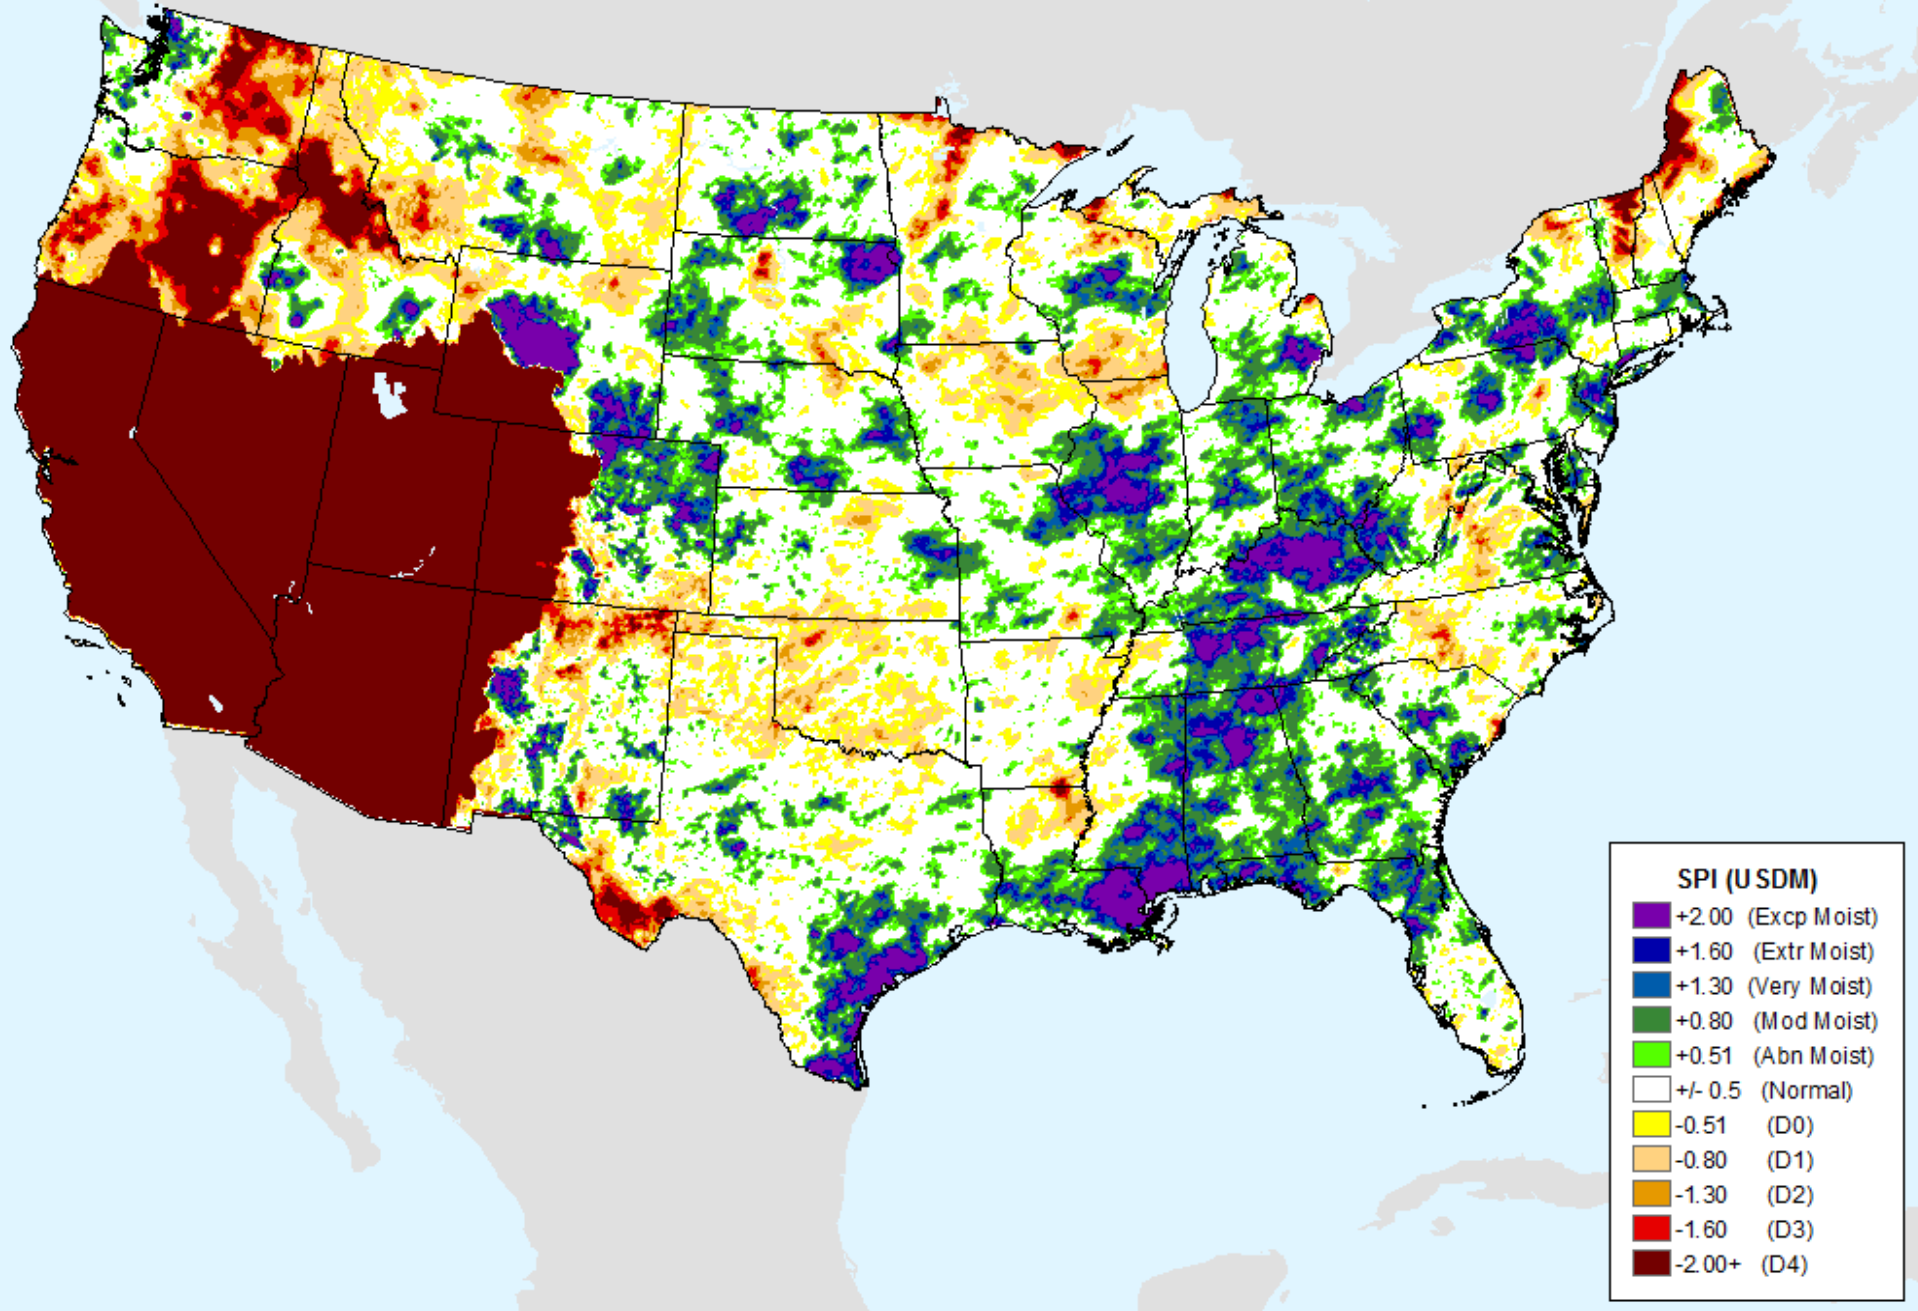 SPI (USDM)
+2.00 (Excp Moist)
+1.60 (Extr Moist)
+1.30 (Very Moist)
+0.80 (Mod Moist)
+0.51 (Abn Moist)
+/- 0.5 (Normal)
-0.51 (D0)
-0.80 (D1)
-1.30 (D2)
-1.60 (D3)
-2.00+ (D4)